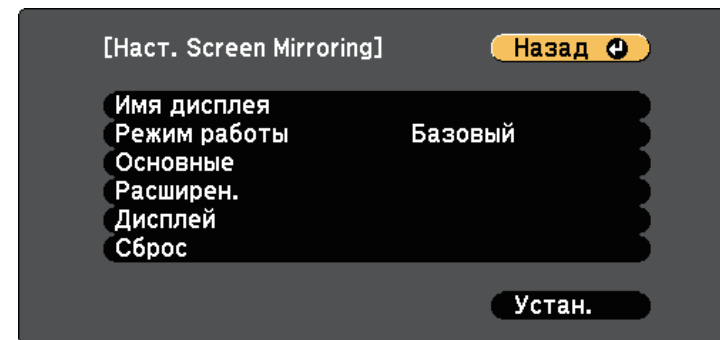 [Наст. Screen Mirroring] Назад
Имя дисплея
Режим работы Базовый
Основные
Расширен.
Дисплей
Сброс
Устан.